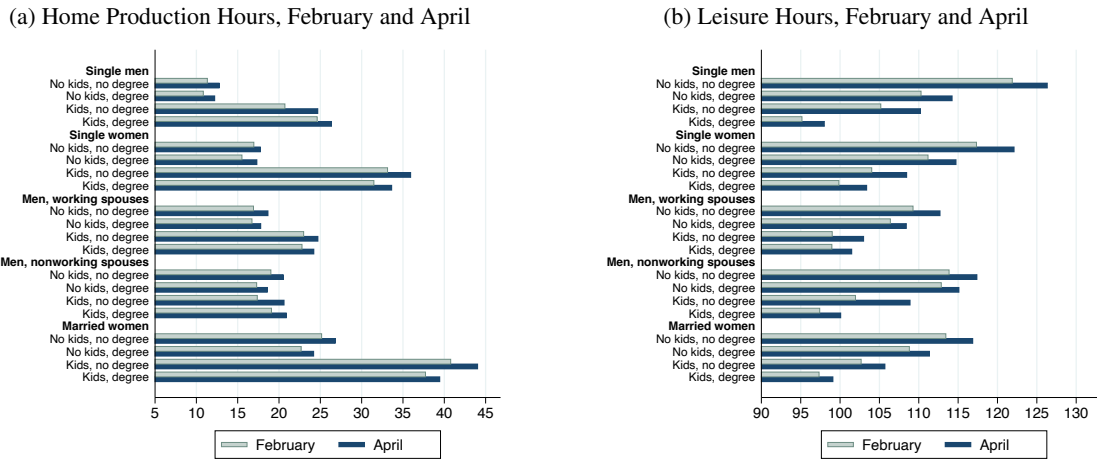 (a) Home Production Hours, February and April
Single men
No kids, no degree
No kids, degree
Kids, no degree
Kids, degree
Single women
No kids, no degree
No kids, degree
Kids, no degree
Kids, degree
Men, working spouses
No kids, no degree
No kids, degree
Kids, no degree
Kids, degree
Men, nonworking spouses
No kids, no degree
No kids, degree
Kids, no degree
Kids, degree
Married women
No kids, no degree
No kids, degree
Kids, no degree
Kids, degree
5 10 15 20 25 30 35 40 45
February April
(b) Leisure Hours, February and April
Single men
No kids, no degree
No kids, degree
Kids, no degree
Kids, degree
Single women
No kids, no degree
No kids, degree
Kids, no degree
Kids, degree
Men, working spouses
No kids, no degree
No kids, degree
Kids, no degree
Kids, degree
Men, nonworking spouses
No kids, no degree
No kids, degree
Kids, no degree
Kids, degree
Married women
No kids, no degree
No kids, degree
Kids, no degree
Kids, degree
90 95 100 105 110 115 120 125 130
February April